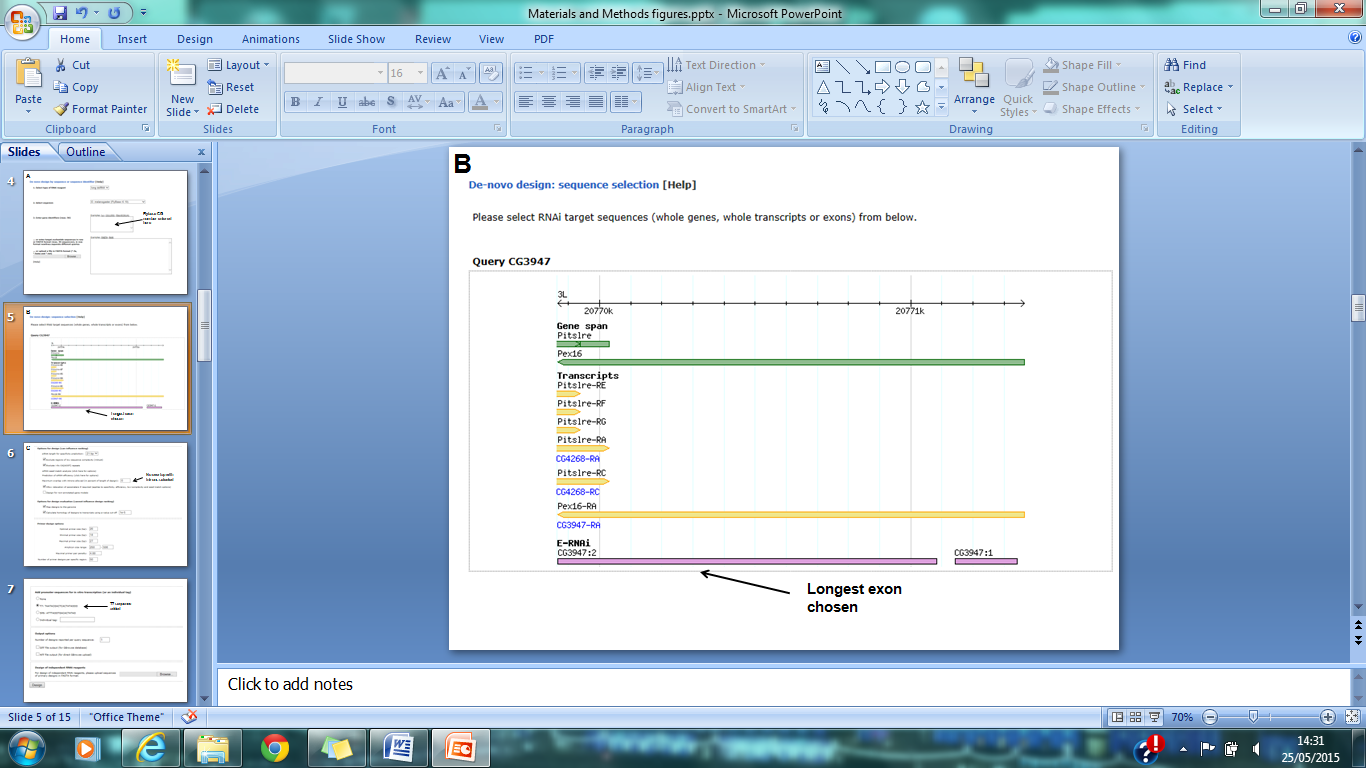 Materials and Methods figures.pptx - Microsoft PowerPoint
Home Insert Design Animations Slide Show Review View PDF
Paste
Cut
Copy
Format Painter
Clipboard
New Slide
Layout
Reset
Delete
Slides
16
Font
Paragraph
Text Direction
Align Text
Convert to SmartArt
Arrange
Quick Styles
Shape Fill
Shape Outline
Shape Effects
Drawing
Find
Replace
Select
Editing
Slides Outline
4
5
6
7
B
De-novo design: sequence selection [Help]
Please select RNAi target sequences (whole genes, whole transcripts or exons) from below.
Query CG3947
3L
20770k 20771k
Gene span
Pitslre
Pex16
Transcripts
Pitslre-RE
Pitslre-RF
Pitslre-RG
Pitslre-RA
CG4268-RA
Pitslre-RC
CG4268-RC
Pex16-RA
CG3947-RA
E-RNAi
CG3947:2 CG3947:1
Longest exon
chosen
Click to add notes
Slide 5 of 15 "Office Theme" 70%
14:31
25/05/2015